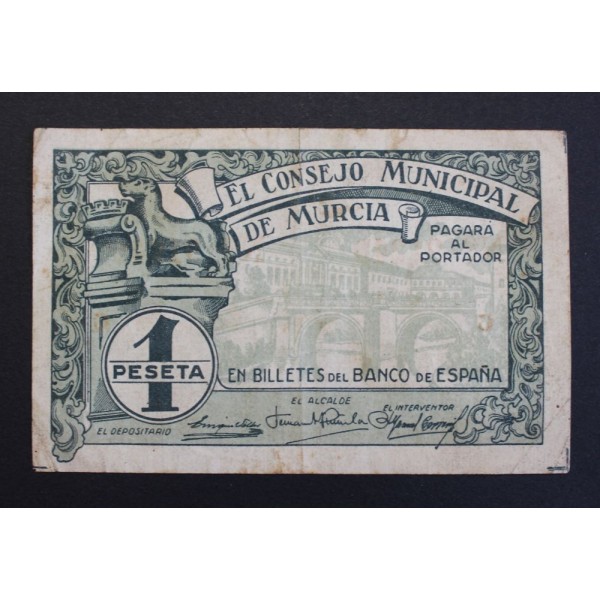 EL CONSEJO MUNICIPAL
DE MURCIA
PAGARA
AL
PORTADOR
1
PESETA
EN BILLETES DEL BANCO DE ESPAÑA
EL DEPOSITARIO
EL ALCALDE
EL INTERVENTOR